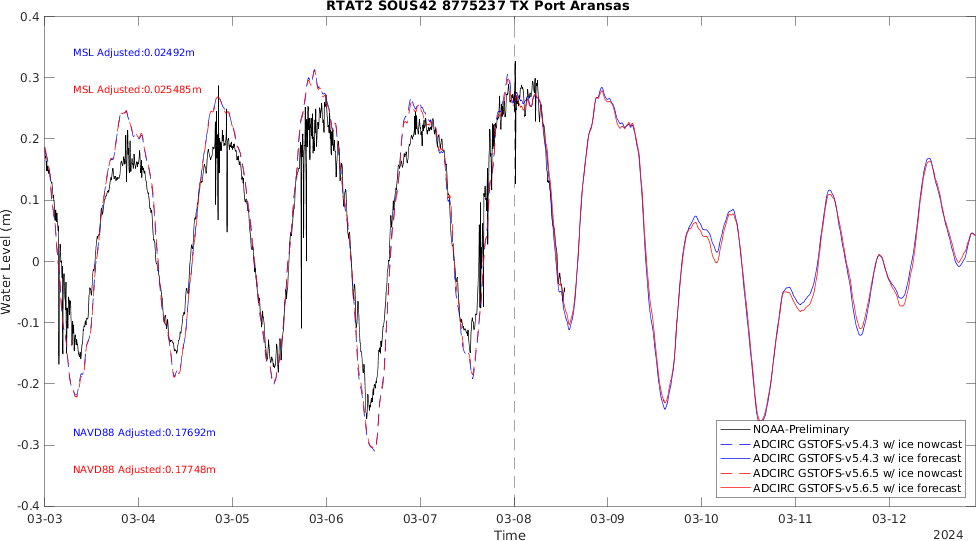 RTAT2 SOUS42 8775237 TX Port Aransas
0.4
0.3
0.2
0.1
0
-0.1
-0.2
-0.3
-0.4
Water Level (m)
MSL Adjusted:0.02492m
MSL Adjusted:0.025485m
NAVD88 Adjusted:0.17692m
NAVD88 Adjusted:0.17748m
NOAA-Preliminary
ADCIRC GSTOFS-v5.4.3 w/ ice nowcast
ADCIRC GSTOFS-v5.4.3 w/ ice forecast
ADCIRC GSTOFS-v5.6.5 w/ ice nowcast
ADCIRC GSTOFS-v5.6.5 w/ ice forecast
03-03 03-04 03-05 03-06 03-07 03-08 03-09 03-10 03-11 03-12
Time
2024